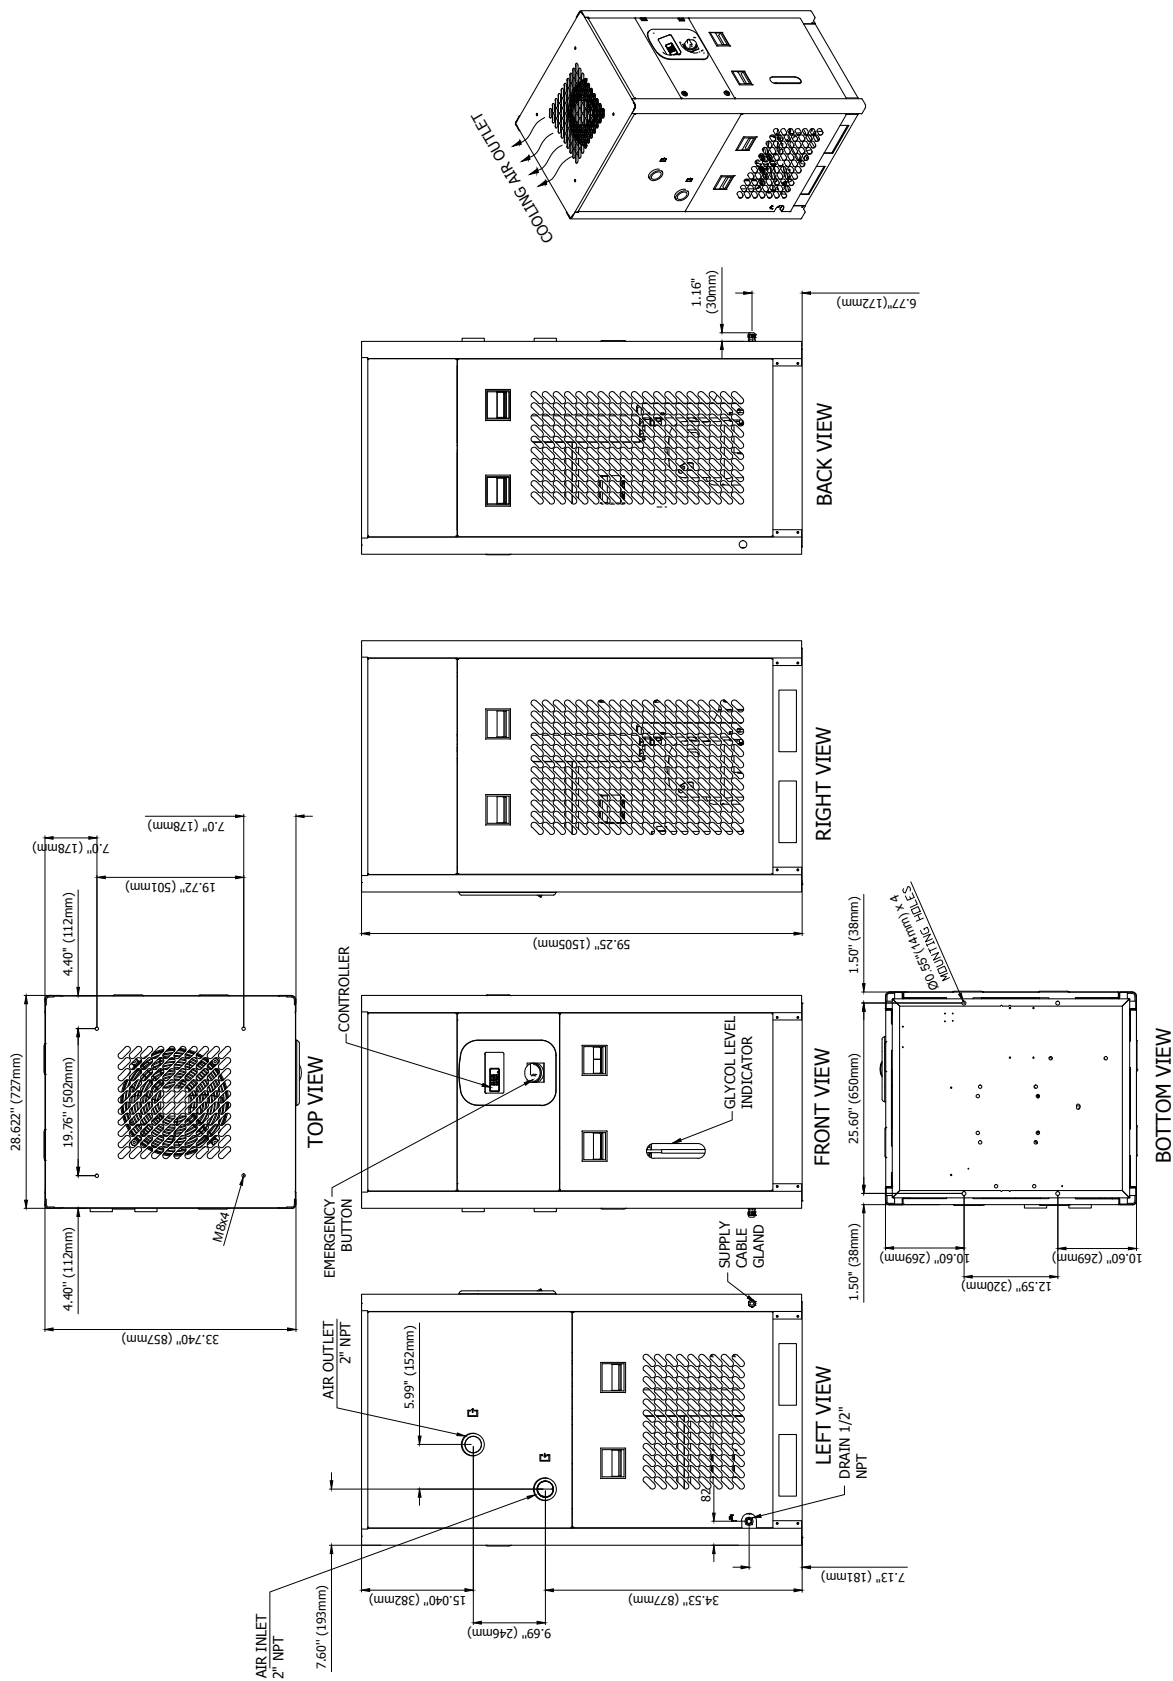 COOLING AIR OUTLET
1.16"
(30mm)
6.77"(172mm)
BACK VIEW
RIGHT VIEW
59.25" (1505mm)
7.0" (178mm)
7.0" (178mm)
19.72" (501mm)
4.40" (112mm)
28.622" (727mm)
19.76" (502mm)
4.40" (112mm)
M8x4
33.740" (857mm)
TOP VIEW
CONTROLLER
EMERGENCY
BUTTON
GLYCOL LEVEL
INDICATOR
FRONT VIEW
SUPPLY
CABLE
GLAND
Ø0.55"(14mm) x 4
MOUNTING HOLES
1.50" (38mm)
25.60" (650mm)
1.50" (38mm)
10.60" (269mm)
12.59" (320mm)
10.60" (269mm)
BOTTOM VIEW
AIR OUTLET
2" NPT
5.99" (152mm)
AIR INLET
2" NPT
7.60" (193mm)
15.040" (382mm)
9.69" (246mm)
34.53" (877mm)
82
7.13" (181mm)
LEFT VIEW
DRAIN 1/2"
NPT